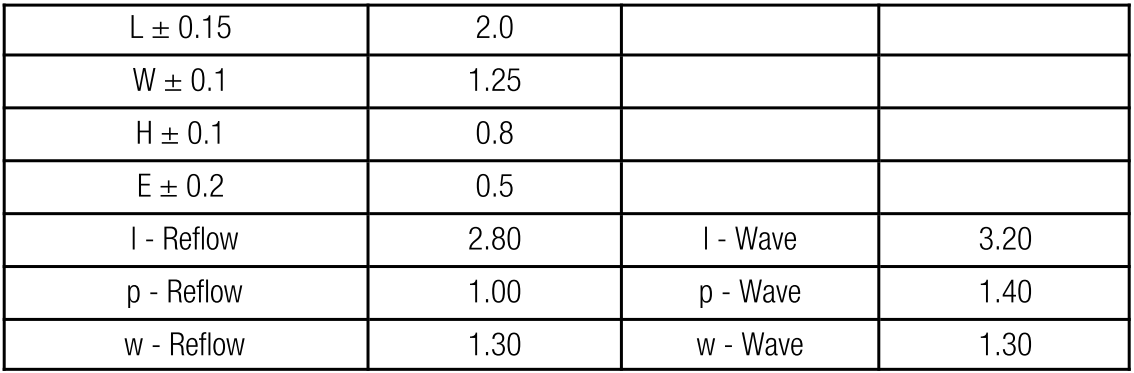 L ± 0.15 2.0
W ± 0.1 1.25
H ± 0.1 0.8
E ± 0.2 0.5
l - Reflow 2.80 l - Wave 3.20
p - Reflow 1.00 p - Wave 1.40
w - Reflow 1.30 w - Wave 1.30